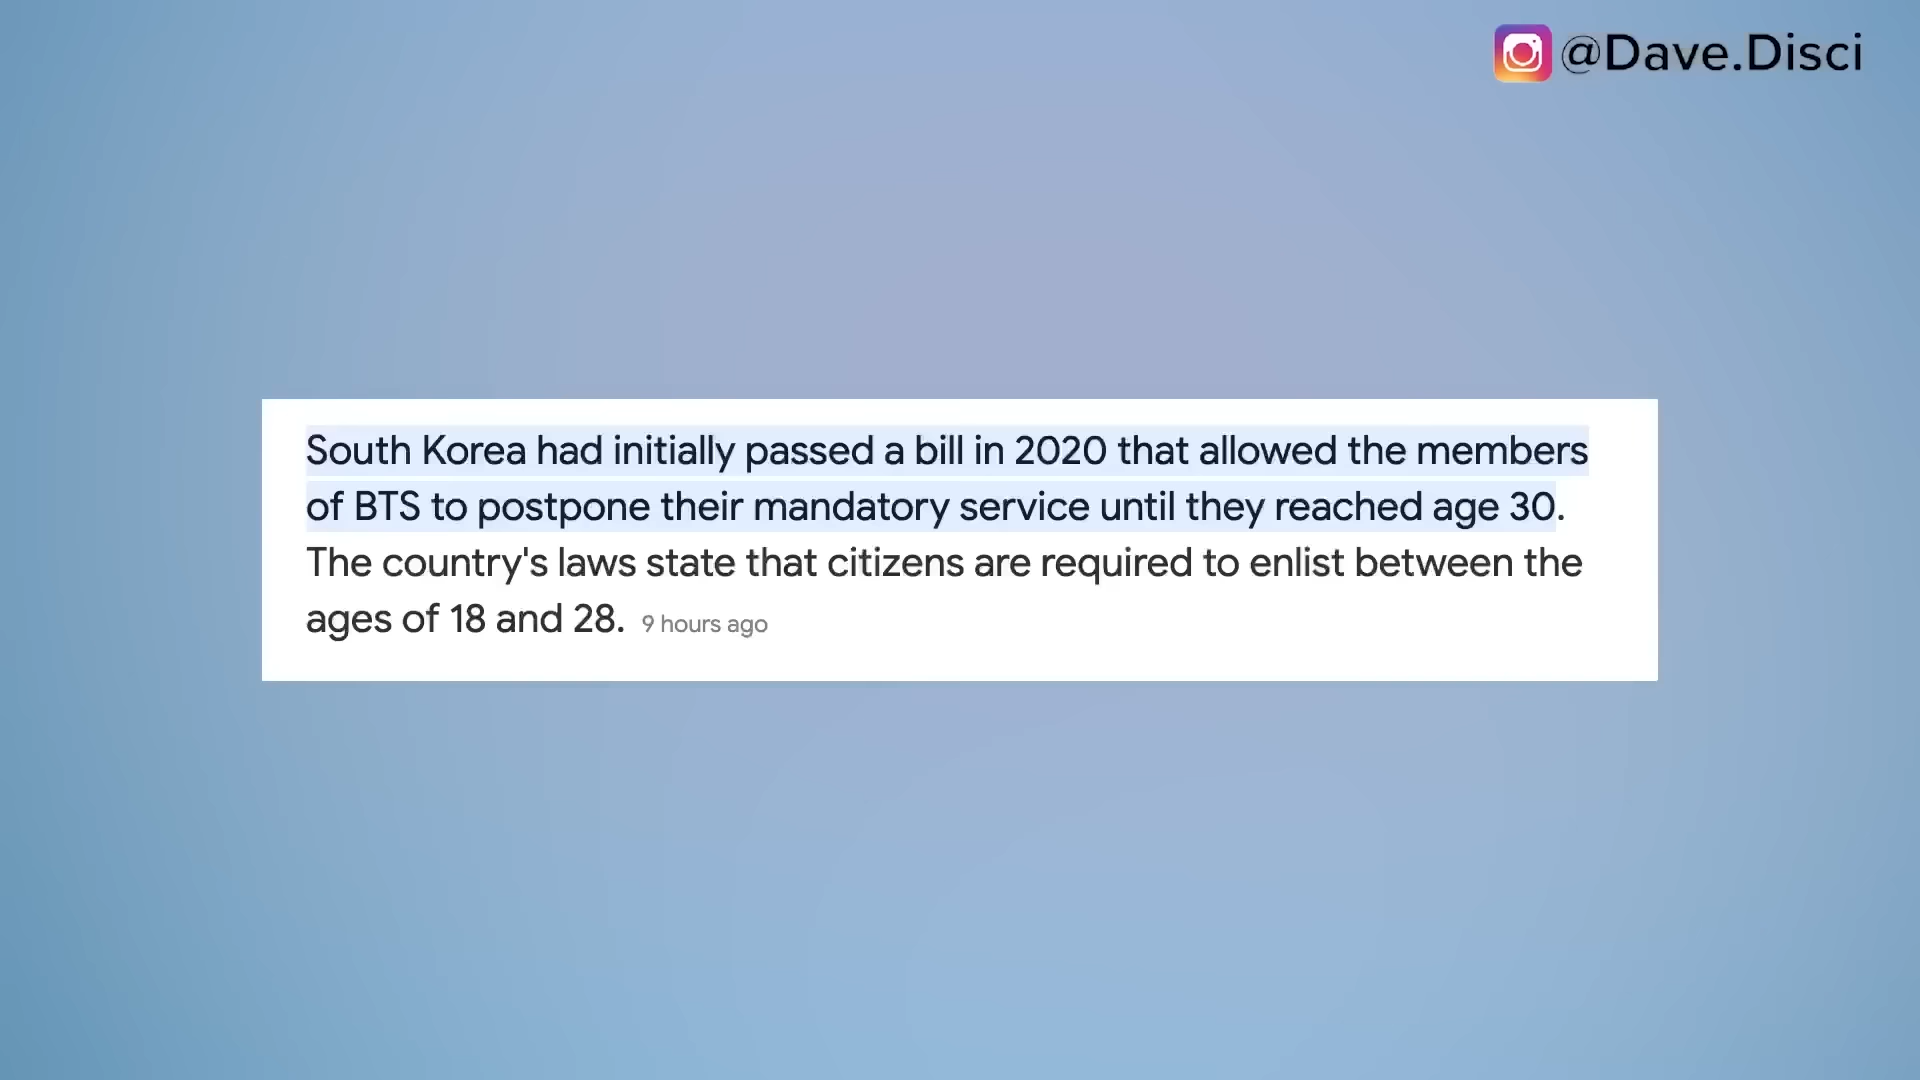 @Dave.Disci
South Korea had initially passed a bill in 2020 that allowed the members
of BTS to postpone their mandatory service until they reached age 30.
The country's laws state that citizens are required to enlist between the
ages of 18 and 28. 9 hours ago